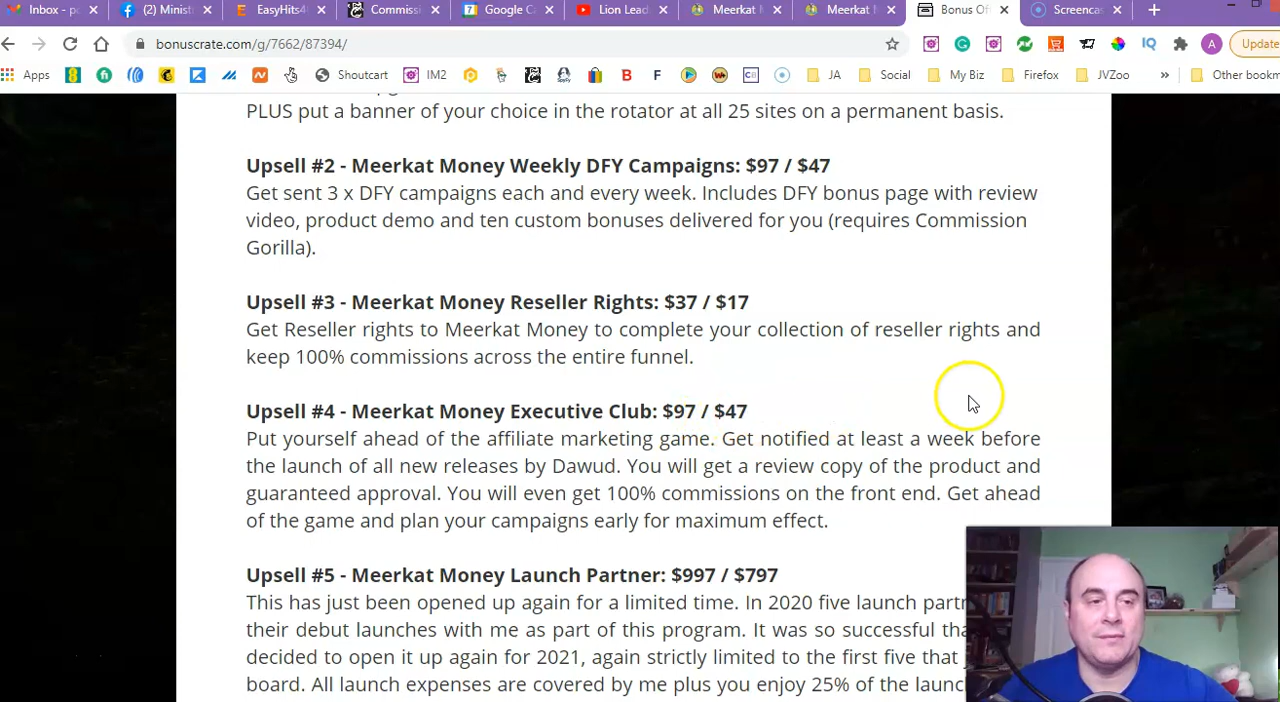 Inbox - po
(2) Minist
EasyHits4
Commissi
Google Ca
Lion Lead
Meerkat M
Meerkat M
Bonus Of
Screencas
bonuscrate.com/g/7662/87394/
A
Update
Apps
Shoutcart
IM2
B
F
JA
Social
My Biz
Firefox
JVZoo
»
Other bookm
PLUS put a banner of your choice in the rotator at all 25 sites on a permanent basis.
Upsell #2 - Meerkat Money Weekly DFY Campaigns: $97 / $47
Get sent 3 x DFY campaigns each and every week. Includes DFY bonus page with review
video, product demo and ten custom bonuses delivered for you (requires Commission
Gorilla).
Upsell #3 - Meerkat Money Reseller Rights: $37 / $17
Get Reseller rights to Meerkat Money to complete your collection of reseller rights and
keep 100% commissions across the entire funnel.
Upsell #4 - Meerkat Money Executive Club: $97 / $47
Put yourself ahead of the affiliate marketing game. Get notified at least a week before
the launch of all new releases by Dawud. You will get a review copy of the product and
guaranteed approval. You will even get 100% commissions on the front end. Get ahead
of the game and plan your campaigns early for maximum effect.
Upsell #5 - Meerkat Money Launch Partner: $997 / $797
This has just been opened up again for a limited time. In 2020 five launch partn
their debut launches with me as part of this program. It was so successful tha
decided to open it up again for 2021, again strictly limited to the first five that
board. All launch expenses are covered by me plus you enjoy 25% of the launc